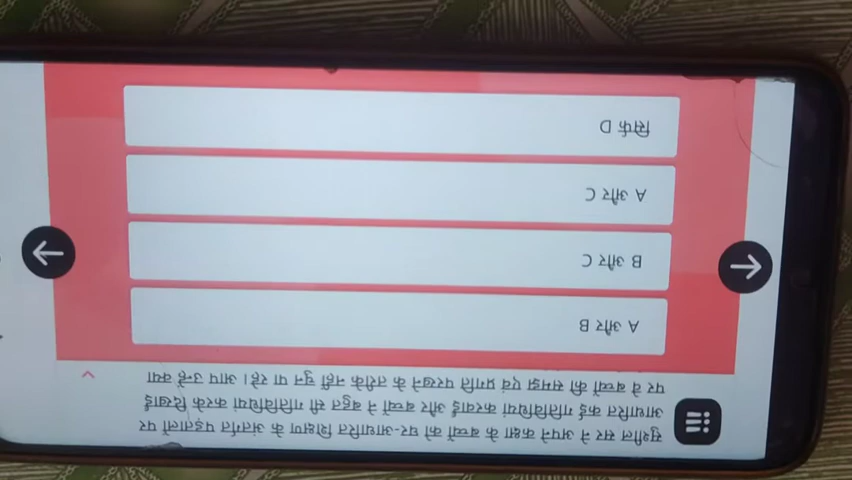 सुशील सर ने अपने कक्षा के बच्चों को घर-आधारित शिक्षण के अंतर्गत पड़तालों पर
आधारित कई गतिविधियां करवाईं और बच्चों ने बहुत सी गतिविधियां करके दिखाईं
पर वे बच्चों की समझ एवं प्रगति परखने के तरीके नहीं चुन पा रहे। आप उन्हें क्या
A और B
B और C
A और C
सिर्फ D